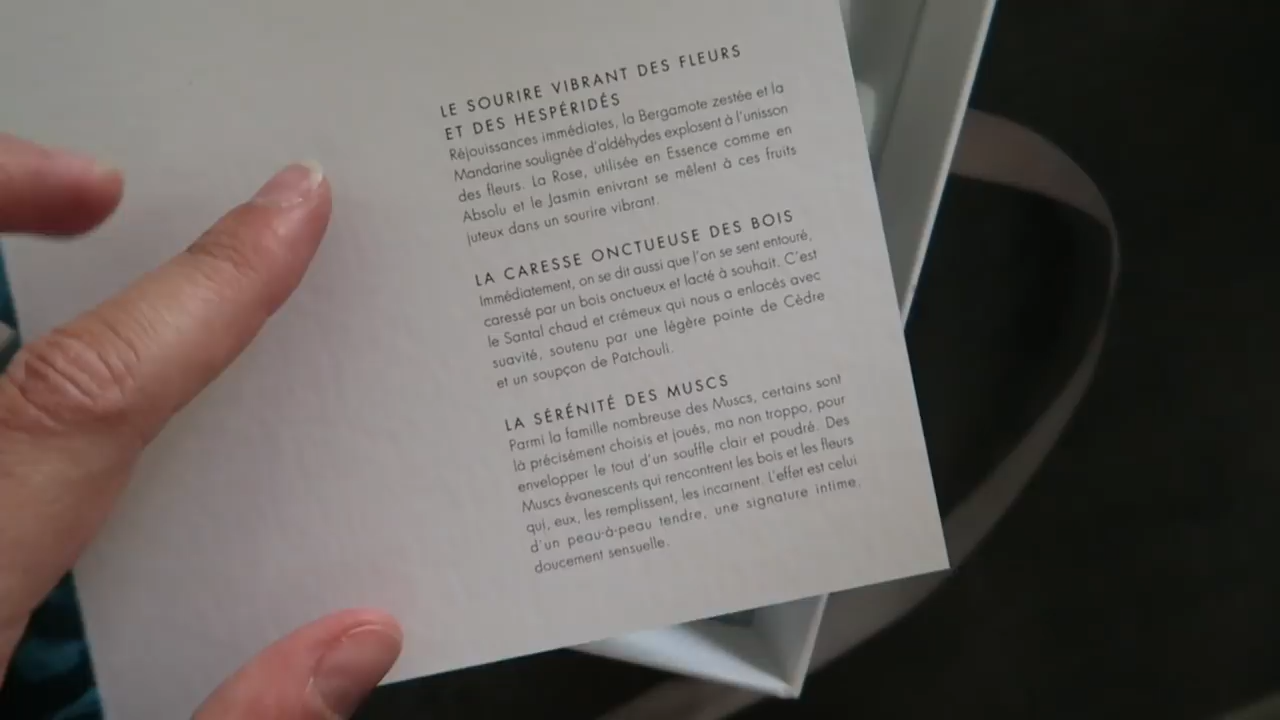 LE SOURIRE VIBRANT DES FLEURS
ET DES HESPÉRIDÉS
Réjouissances immédiates, la Bergamote zestée et la
Mandarine soulignée d'aldéhydes explosent à l'unisson
des fleurs. La Rose, utilisée en Essence comme en
Absolu et le Jasmin enivrant se mêlent à ces fruits
juteux dans un sourire vibrant.
LA CARESSE ONCTUEUSE DES BOIS
Immédiatement, on se dit aussi que l'on se sent entouré,
caressé par un bois onctueux et lacté à souhait. C'est
le Santal chaud et crémeux qui nous a enlacés avec
suavité, soutenu par une légère pointe de Cèdre
et un soupçon de Patchouli.
LA SÉRÉNITÉ DES MUSCS
Parmi la famille nombreuse des Muscs, certains sont
là précisément choisis et joués, ma non troppo, pour
envelopper le tout d'un souffle clair et poudré. Des
Muscs évanescents qui rencontrent les bois et les fleurs
qui, eux, les remplissent, les incarnent. L'effet est celui
d'un peau-à-peau tendre, une signature intime,
doucement sensuelle.